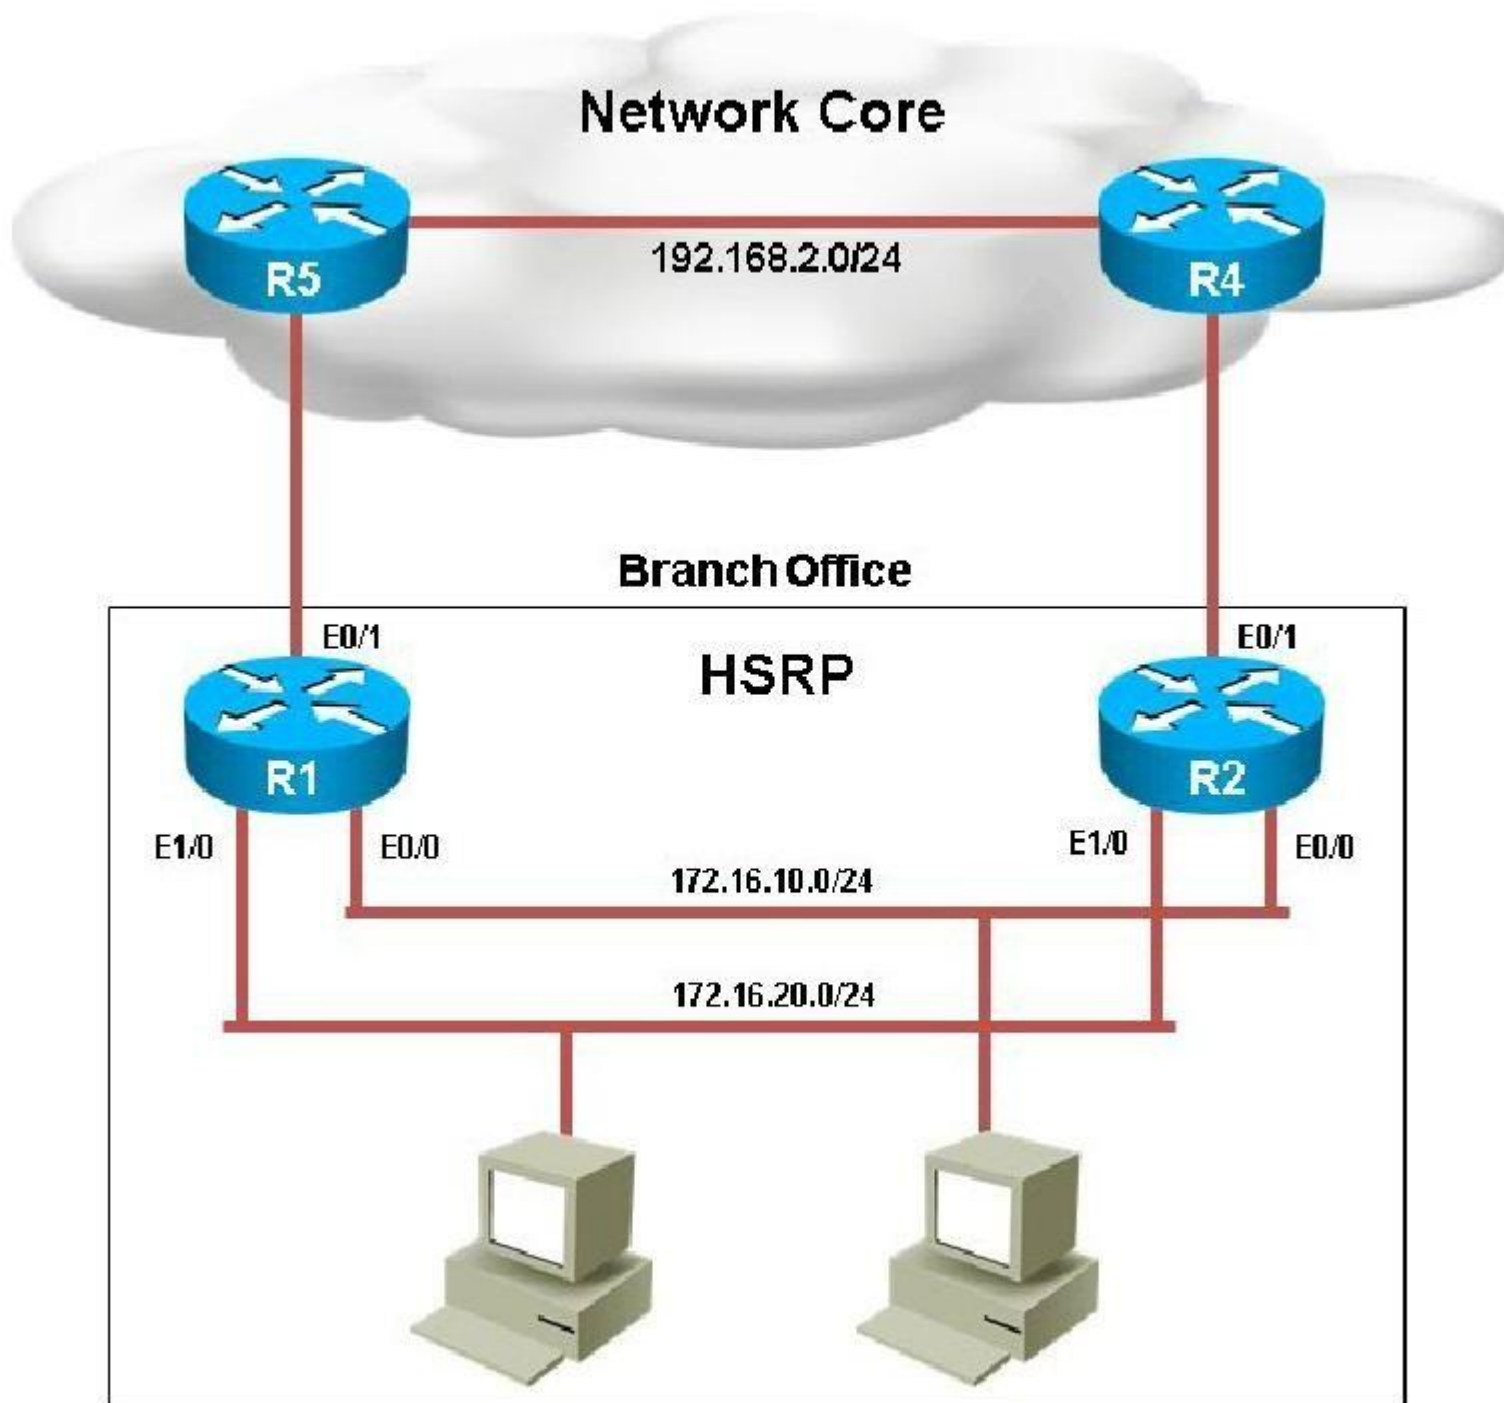 Network Core
R5
192.168.2.0/24
R4
Branch Office
E0/1
HSRP
E0/1
R1
R2
E1/0
E0/0
E1/0
E0/0
172.16.10.0/24
172.16.20.0/24